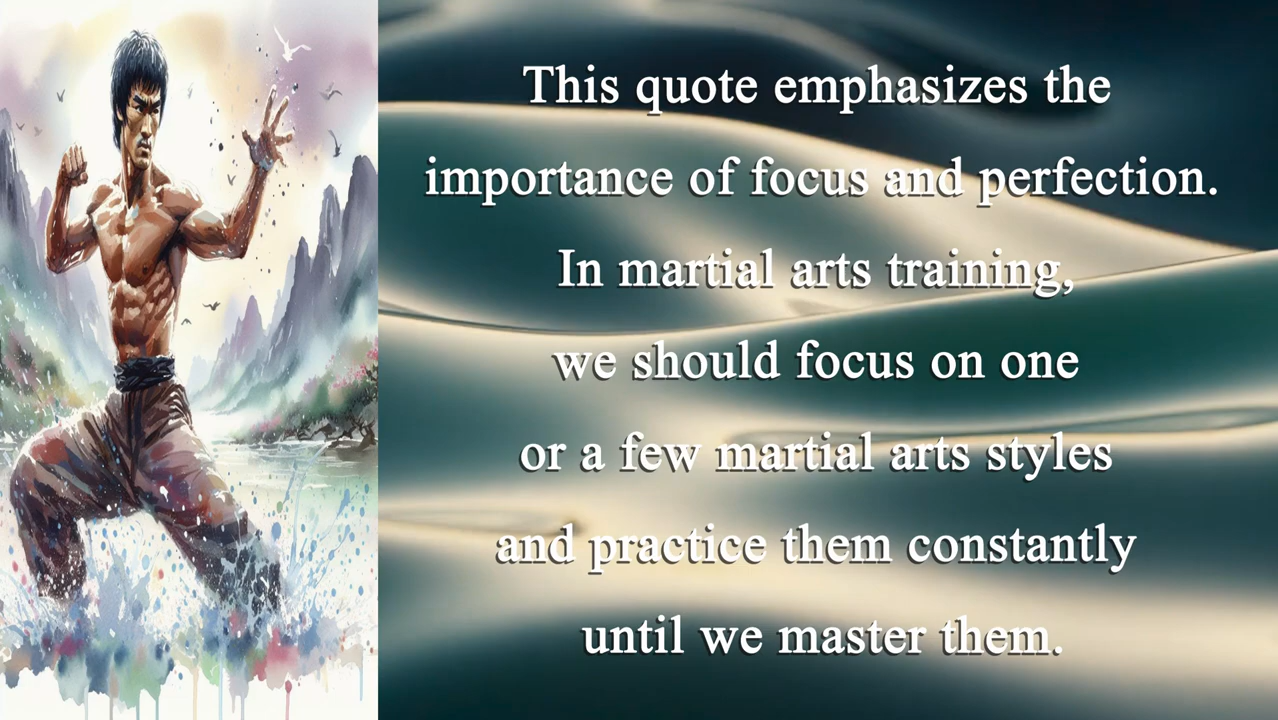 This quote emphasizes the
importance of focus and perfection.
In martial arts training,
we should focus on one
or a few martial arts styles
and practice them constantly
until we master them.